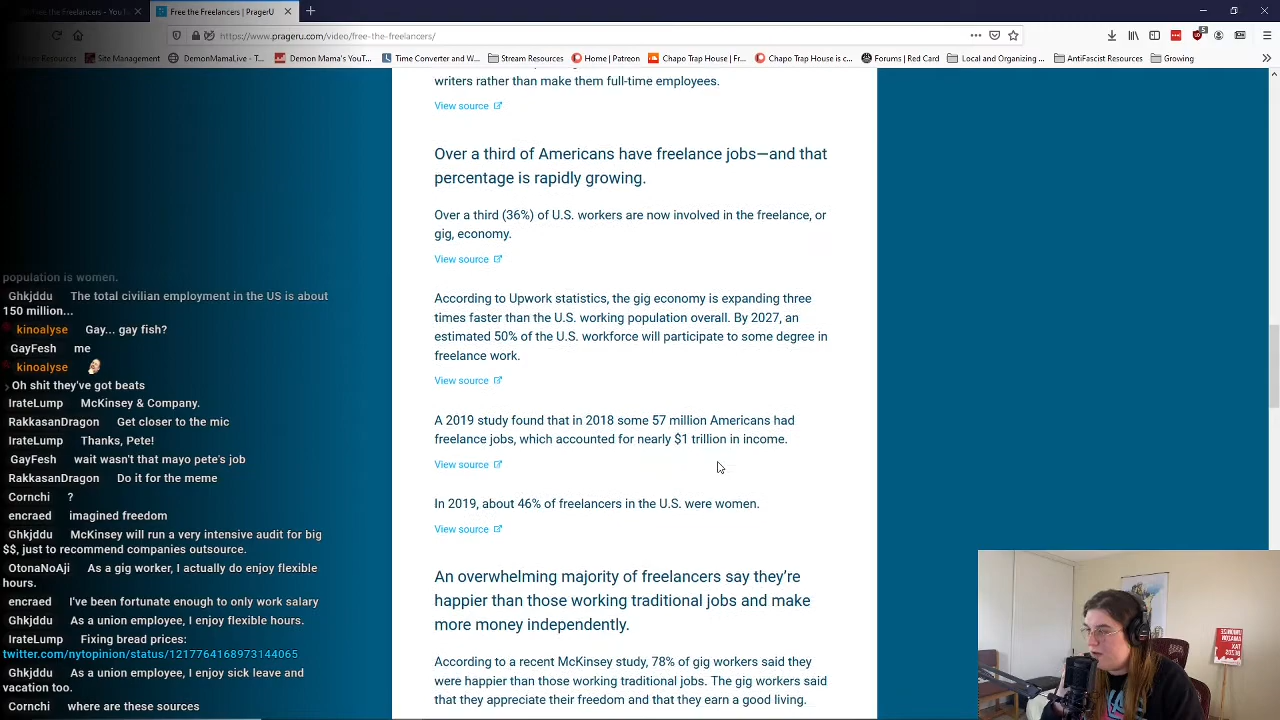 Free the Freelancers | PragerU
https://www.prageru.com/video/free-the-freelancers/
Site Management
DemonMamaLive - T...
Demon Mama's YouT...
Time Converter and W...
Stream Resources
Home | Patreon
Chapo Trap House | Fr...
Chapo Trap House is c...
Forums | Red Card
Local and Organizing ...
AntiFascist Resources
Growing
writers rather than make them full-time employees.
View source
Over a third of Americans have freelance jobs—and that
percentage is rapidly growing.
Over a third (36%) of U.S. workers are now involved in the freelance, or
gig, economy.
View source
According to Upwork statistics, the gig economy is expanding three
times faster than the U.S. working population overall. By 2027, an
estimated 50% of the U.S. workforce will participate to some degree in
freelance work.
View source
A 2019 study found that in 2018 some 57 million Americans had
freelance jobs, which accounted for nearly $1 trillion in income.
View source
In 2019, about 46% of freelancers in the U.S. were women.
View source
An overwhelming majority of freelancers say they're
happier than those working traditional jobs and make
more money independently.
According to a recent McKinsey study, 78% of gig workers said they
were happier than those working traditional jobs. The gig workers said
that they appreciate their freedom and that they earn a good living.
population is women.
Ghkjddu The total civilian employment in the US is about
150 million...
kinoalyse Gay... gay fish?
GayFesh me
kinoalyse
Oh shit they've got beats
IrateLump McKinsey & Company.
RakkasanDragon Get closer to the mic
IrateLump Thanks, Pete!
GayFesh wait wasn't that mayo pete's job
RakkasanDragon Do it for the meme
Cornchi ?
encraed imagined freedom
Ghkjddu McKinsey will run a very intensive audit for big
$$, just to recommend companies outsource.
OtonaNoAji As a gig worker, I actually do enjoy flexible
hours.
encraed I've been fortunate enough to only work salary
Ghkjddu As a union employee, I enjoy flexible hours.
IrateLump Fixing bread prices:
twitter.com/nytopinion/status/1217764168973144065
Ghkjddu As a union employee, I enjoy sick leave and
vacation too.
Cornchi where are these sources